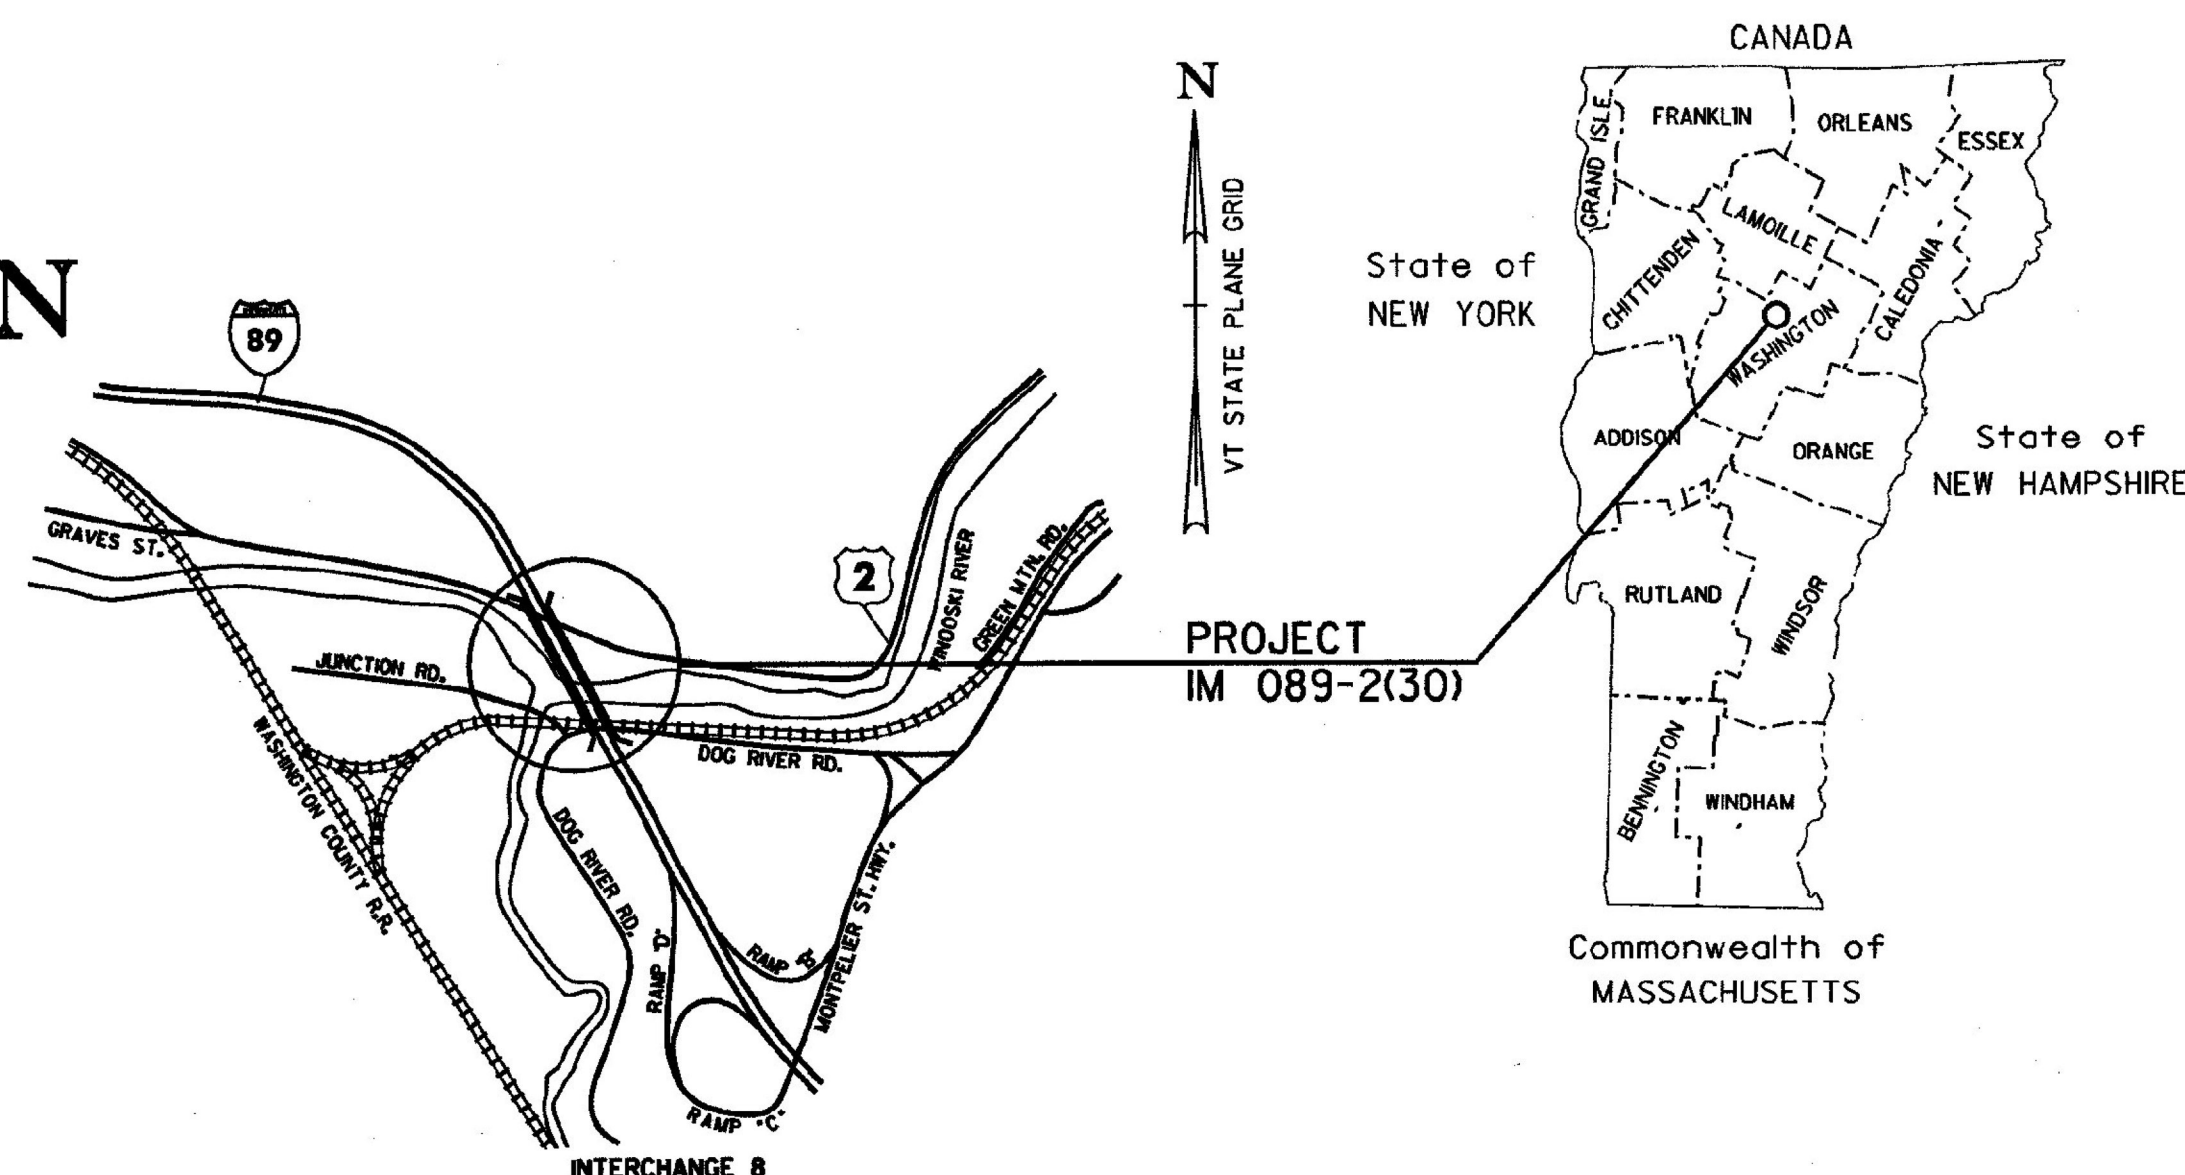 N
89
GRAVES ST.
JUNCTION RD.
WASHINGTON COUNTY R.R.
DOG RIVER RD.
DOG RIVER RD.
2
WINOOSKI RIVER
GREEN MTN. RD.
RAMP "D"
RAMP "B"
MONTPELIER ST. HWY.
RAMP "C"
INTERCHANGE 8
N
VT STATE PLANE GRID
PROJECT
IM 089-2(30)
CANADA
GRAND ISLE
FRANKLIN
ORLEANS
ESSEX
LAMOILLE
CHITTENDEN
CALEDONIA
WASHINGTON
ADDISON
ORANGE
RUTLAND
WINDSOR
BENNINGTON
WINDHAM
State of
NEW YORK
State of
NEW HAMPSHIRE
Commonwealth of
MASSACHUSETTS